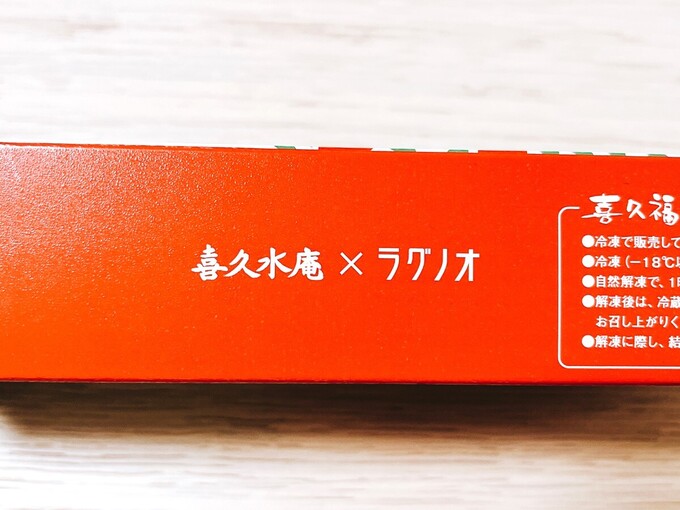 喜久水庵×ラグノオ
喜久福
●冷凍で販売して
●冷凍(−18℃以
●自然解凍で、1時
●解凍後は、冷蔵
お召し上がりく
●解凍に際し、結